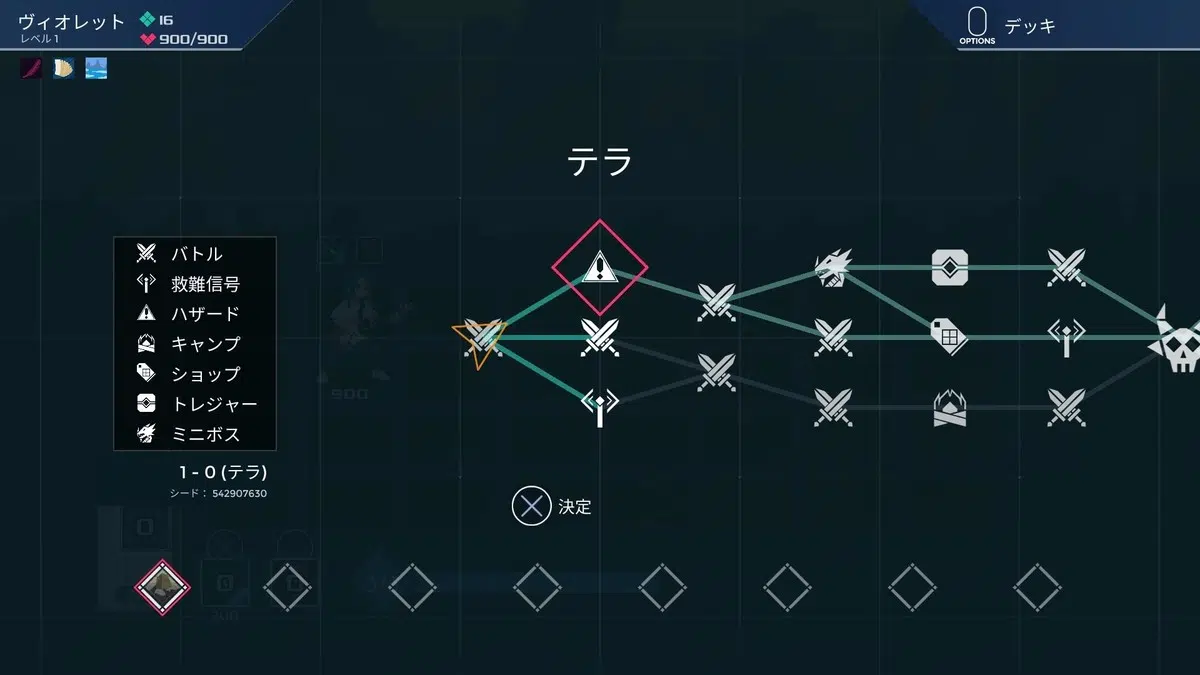 ヴィオレット
16
レベル1
900/900
OPTIONS
デッキ
テラ
バトル
救難信号
ハザード
キャンプ
ショップ
トレジャー
ミニボス
900
1 - 0 (テラ)
シード: 542907630
決定